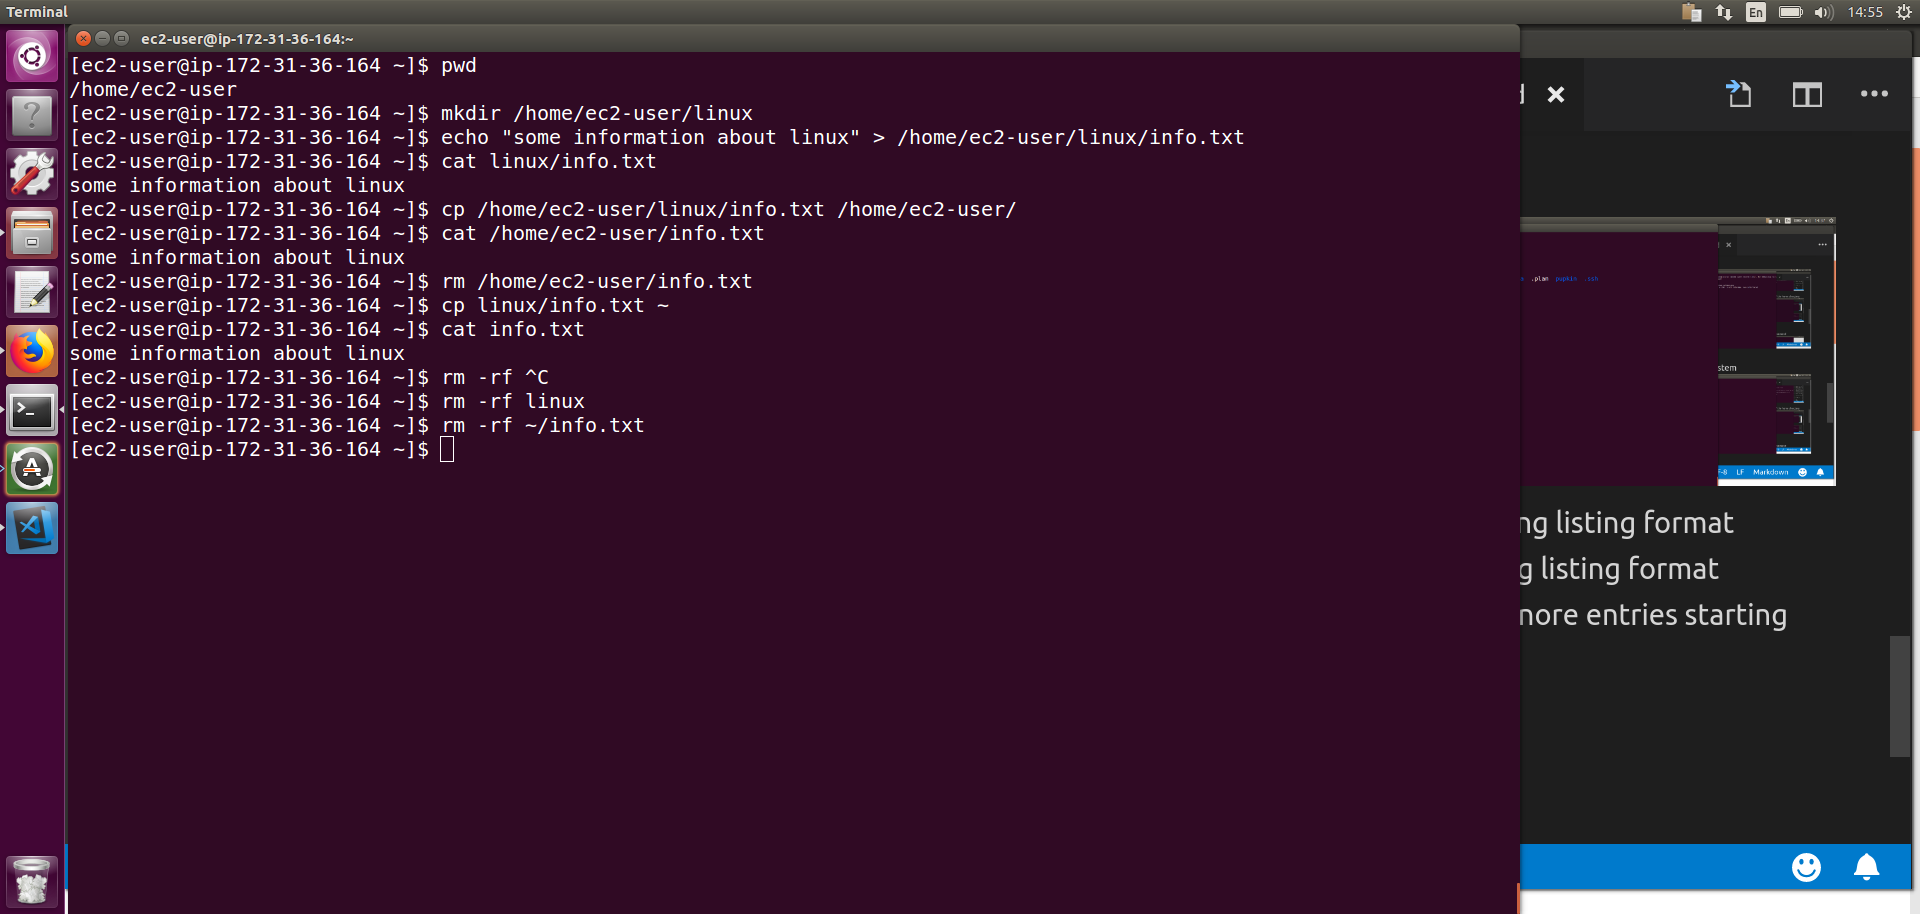 Terminal
En
14:55
ec2-user@ip-172-31-36-164:~
[ec2-user@ip-172-31-36-164 ~]$ pwd
/home/ec2-user
[ec2-user@ip-172-31-36-164 ~]$ mkdir /home/ec2-user/linux
[ec2-user@ip-172-31-36-164 ~]$ echo "some information about linux" > /home/ec2-user/linux/info.txt
[ec2-user@ip-172-31-36-164 ~]$ cat linux/info.txt
some information about linux
[ec2-user@ip-172-31-36-164 ~]$ cp /home/ec2-user/linux/info.txt /home/ec2-user/
[ec2-user@ip-172-31-36-164 ~]$ cat /home/ec2-user/info.txt
some information about linux
[ec2-user@ip-172-31-36-164 ~]$ rm /home/ec2-user/info.txt
[ec2-user@ip-172-31-36-164 ~]$ cp linux/info.txt ~
[ec2-user@ip-172-31-36-164 ~]$ cat info.txt
some information about linux
[ec2-user@ip-172-31-36-164 ~]$ rm -rf ^C
[ec2-user@ip-172-31-36-164 ~]$ rm -rf linux
[ec2-user@ip-172-31-36-164 ~]$ rm -rf ~/info.txt
[ec2-user@ip-172-31-36-164 ~]$
.plan pupkin .ssh
stem
F-8 LF Markdown
ng listing format
g listing format
more entries starting